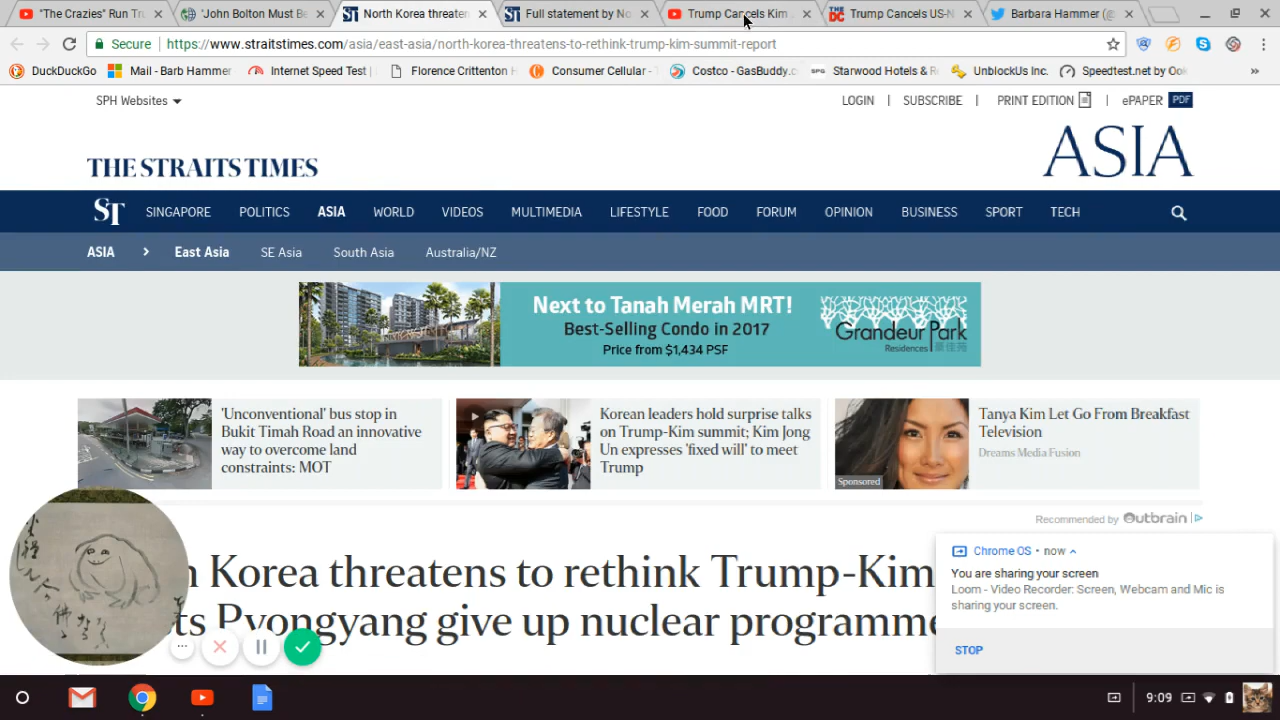 "The Crazies" Run Tr
"John Bolton Must Be
North Korea threaten
Full statement by No
Trump Cancels Kim
Trump Cancels US-N
Barbara Hammer (@
Secure
https://www.straitstimes.com/asia/east-asia/north-korea-threatens-to-rethink-trump-kim-summit-report
DuckDuckGo
Mail - Barb Hammer
Internet Speed Test |
Florence Crittenton H
Consumer Cellular -
Costco - GasBuddy.c
SPG
Starwood Hotels & R
UnblockUs Inc.
Speedtest.net by Ook
»
SPH Websites
LOGIN | SUBSCRIBE | PRINT EDITION | ePAPER PDF
THE STRAITS TIMES
ASIA
ST SINGAPORE POLITICS ASIA WORLD VIDEOS MULTIMEDIA LIFESTYLE FOOD FORUM OPINION BUSINESS SPORT TECH
ASIA > East Asia SE Asia South Asia Australia/NZ
Next to Tanah Merah MRT!
Best-Selling Condo in 2017
Price from $1,434 PSF
Grandeur Park
Residences
'Unconventional' bus stop in
Bukit Timah Road an innovative
way to overcome land
constraints: MOT
Korean leaders hold surprise talks
on Trump-Kim summit; Kim Jong
Un expresses 'fixed will' to meet
Trump
Sponsored
Tanya Kim Let Go From Breakfast
Television
Dreams Media Fusion
Recommended by Outbrain
n Korea threatens to rethink Trump-Kim
ts Pyongyang give up nuclear programme
Chrome OS • now
You are sharing your screen
Loom - Video Recorder: Screen, Webcam and Mic is
sharing your screen.
STOP
9:09